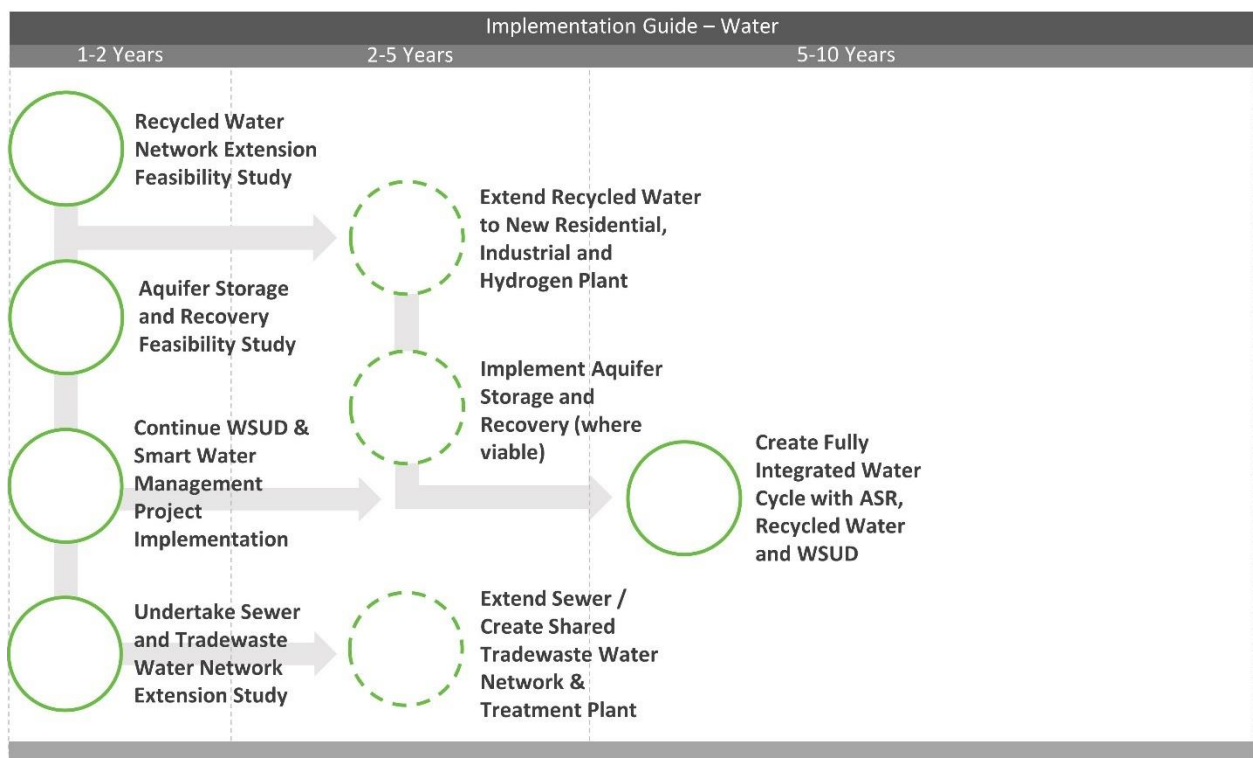 Implementation Guide – Water
1-2 Years
2-5 Years
5-10 Years
Recycled Water
Network Extension
Feasibility Study
Aquifer Storage
and Recovery
Feasibility Study
Continue WSUD &
Smart Water
Management
Project
Implementation
Undertake Sewer
and Tradewaste
Water Network
Extension Study
Extend Recycled Water
to New Residential,
Industrial and
Hydrogen Plant
Implement Aquifer
Storage and
Recovery (where
viable)
Extend Sewer /
Create Shared
Tradewaste Water
Network &
Treatment Plant
Create Fully
Integrated Water
Cycle with ASR,
Recycled Water
and WSUD